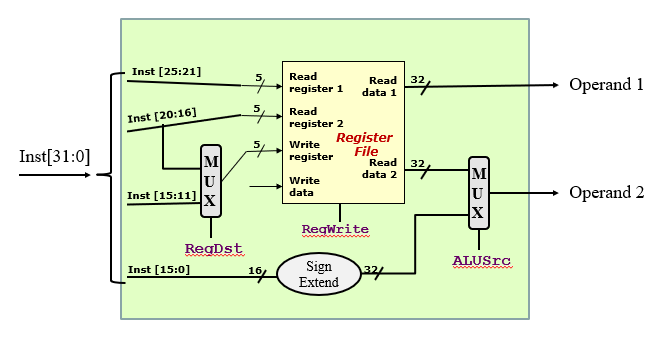 Inst[31:0]
Inst [25:21]
Inst [20:16]
Inst [15:11]
Inst [15:0]
5
5
5
16
32
MUX
RegDst
Read
register 1
Read
register 2
Write
register
Write
data
Read
data 1
Register
File
Read
data 2
RegWrite
Sign
Extend
32
32
MUX
ALUSrc
Operand 1
Operand 2